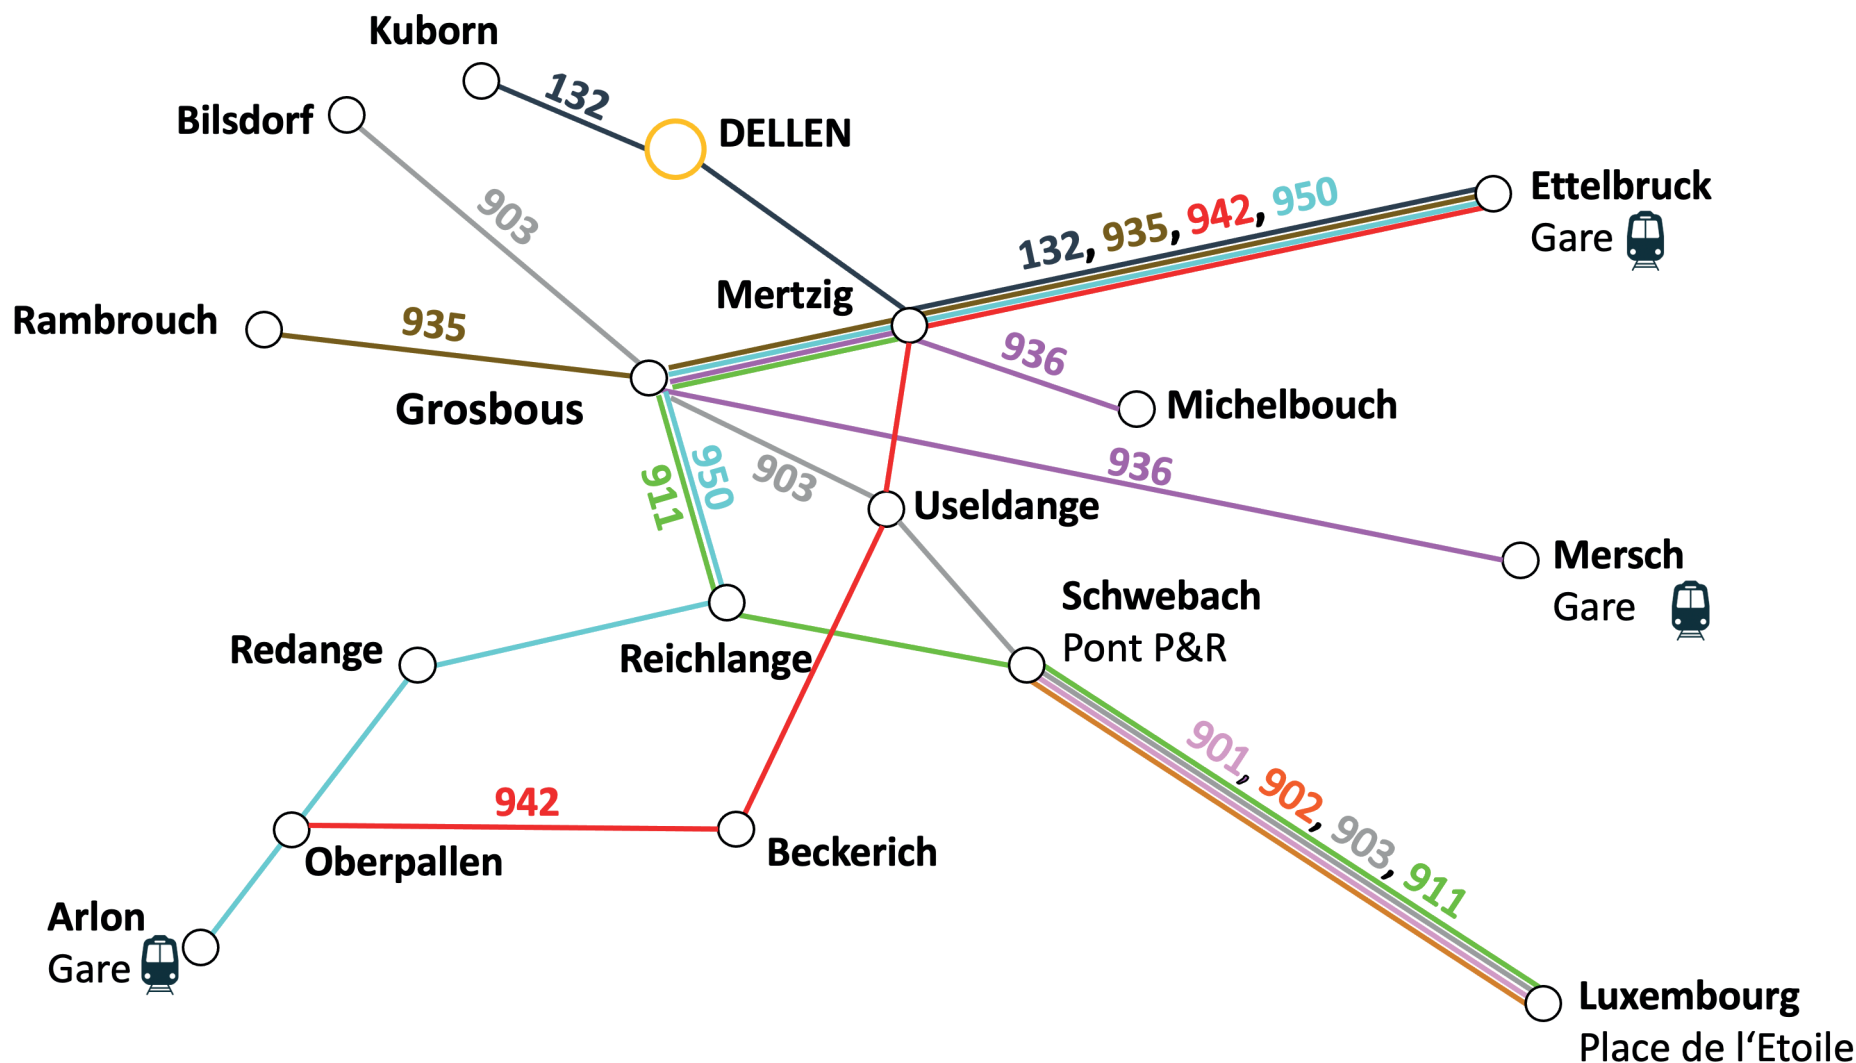 Kuborn
132
Bilsdorf
DELLEN
903
132, 935, 942, 950
Ettelbruck
Gare
Mertzig
Rambrouch
935
936
Grosbous
Michelbouch
950
911
903
936
Useldange
Mersch
Gare
Schwebach
Pont P&R
Redange
Reichlange
901, 902, 903, 911
942
Beckerich
Oberpallen
Arlon
Gare
Luxembourg
Place de l‘Etoile